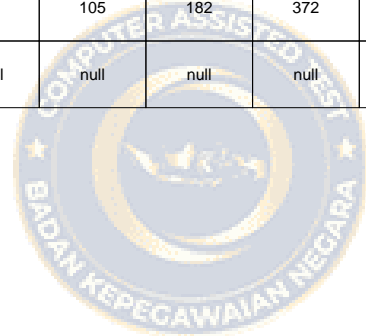 105 182 372
l null null null
COMPUTER ASSISTED TEST
BADAN KEPEGAWAIAN NEGARA